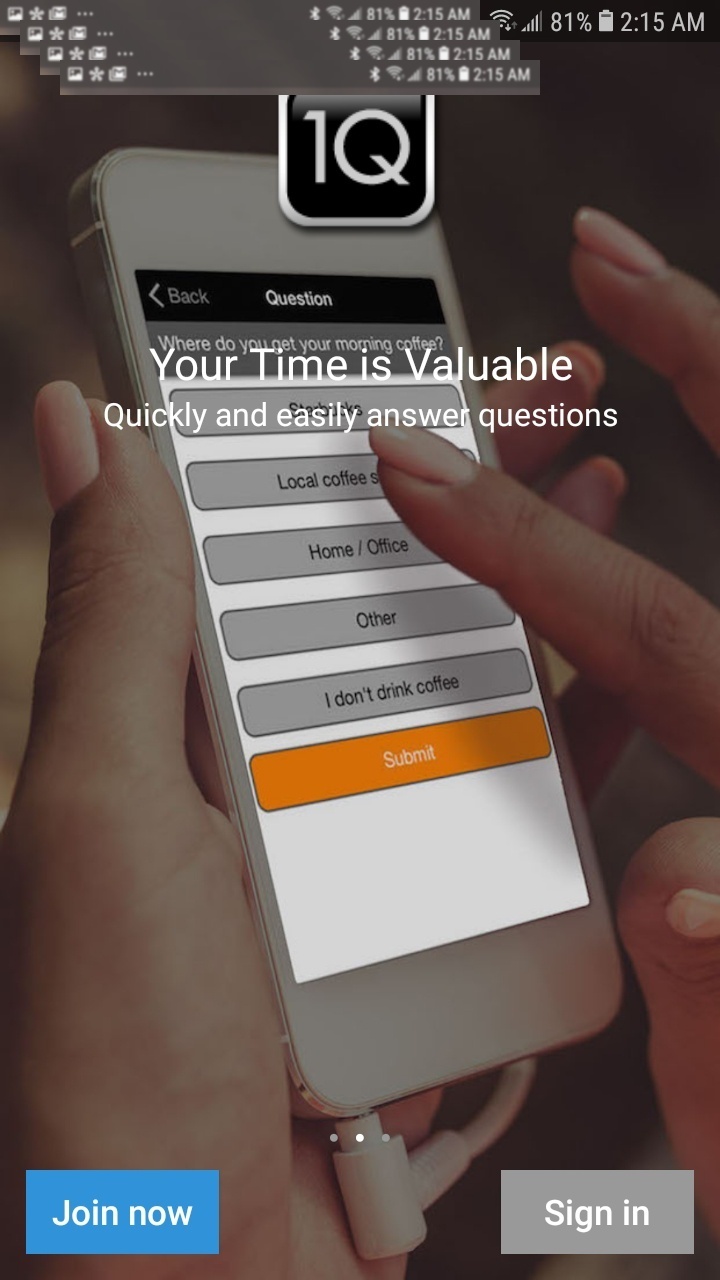 81% 2:15 AM
81% 2:15 AM
81% 2:15 AM
81% 2:15 AM
81% 2:15 AM
1Q
Back Question
Where do you get your morning coffee?
Your Time is Valuable
Starbucks
Quickly and easily answer questions
Local coffee s
Home / Office
Other
I don't drink coffee
Submit
Join now
Sign in